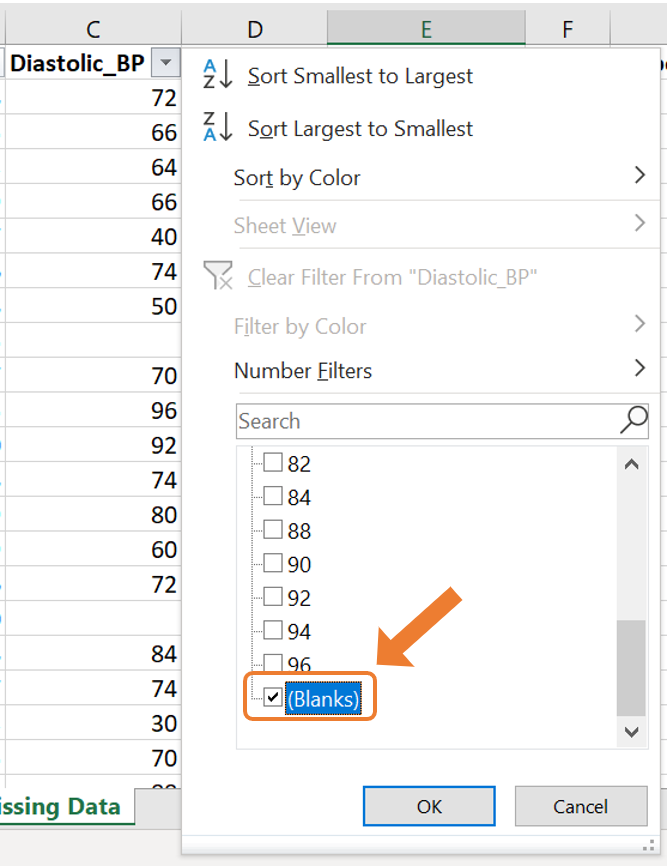 C D E F
Diastolic_BP
72
66
64
66
40
74
50
70
96
92
74
80
60
72
84
74
30
70
A
Z
Sort Smallest to Largest
Z
A
Sort Largest to Smallest
Sort by Color
Sheet View
Clear Filter From "Diastolic_BP"
Filter by Color
Number Filters
Search
82
84
88
90
92
94
96
(Blanks)
OK Cancel
issing Data